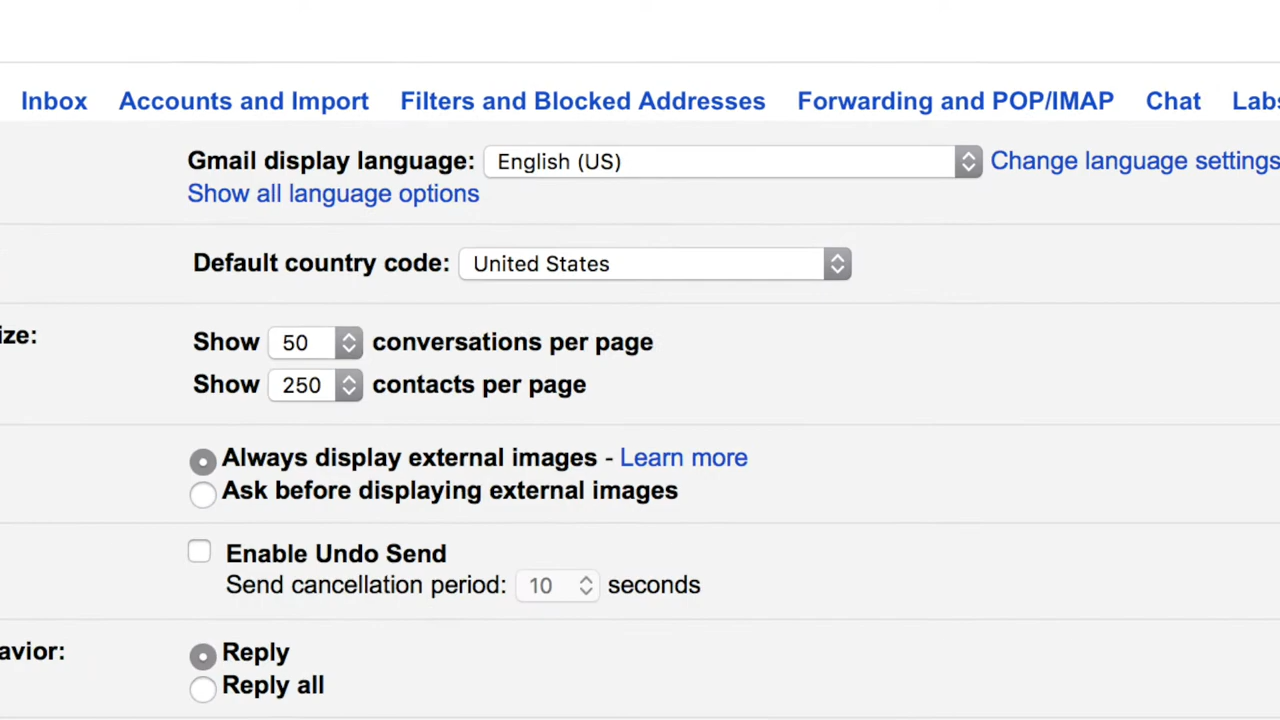 Inbox Accounts and Import Filters and Blocked Addresses Forwarding and POP/IMAP Chat Labs
Gmail display language: English (US) Change language settings
Show all language options
Default country code: United States
ize:
Show 50 conversations per page
Show 250 contacts per page
Always display external images - Learn more
Ask before displaying external images
Enable Undo Send
Send cancellation period: 10 seconds
avior:
Reply
Reply all